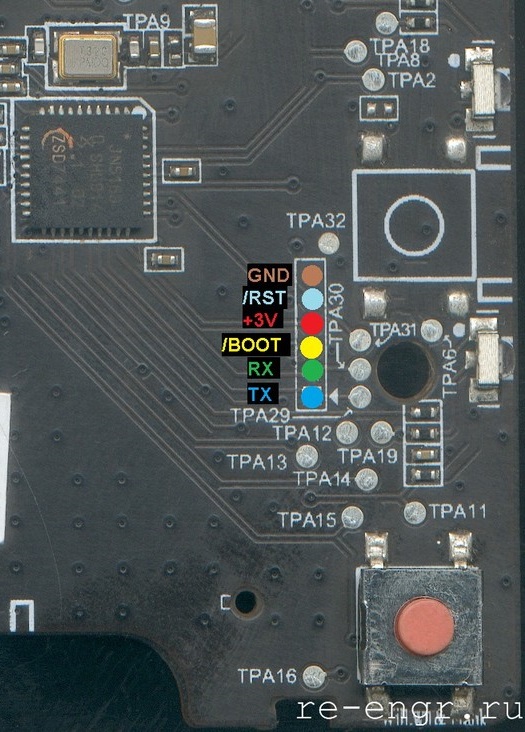 TPA9
TPA18
TPA8
TPA2
TPA32
GND
/RST
+3V
/BOOT
RX
TX
TPA30
TPA31
TPA6
TPA29
TPA12
TPA19
TPA13
TPA14
TPA15
TPA11
TPA16
re-engr.ru